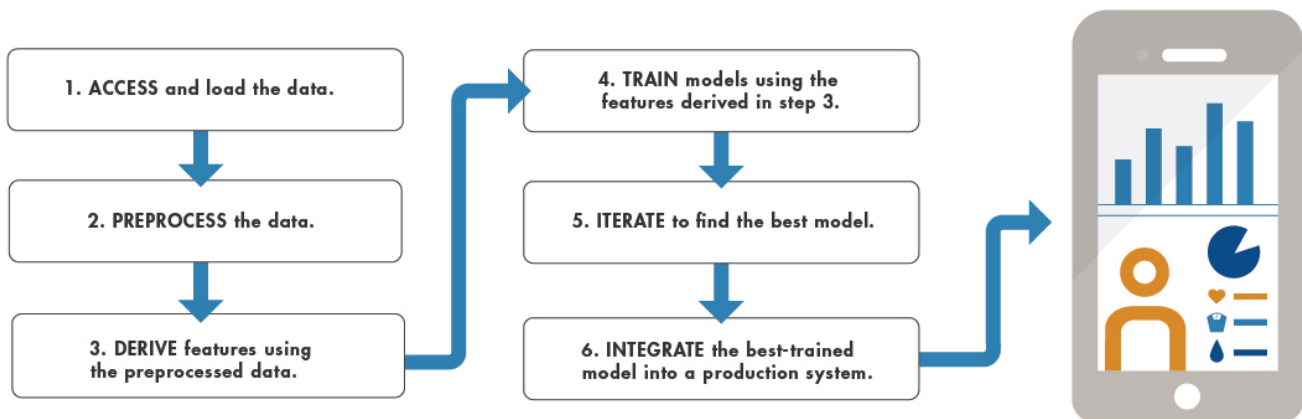 1. ACCESS and load the data.
2. PREPROCESS the data.
3. DERIVE features using
the preprocessed data.
4. TRAIN models using the
features derived in step 3.
5. ITERATE to find the best model.
6. INTEGRATE the best-trained
model into a production system.